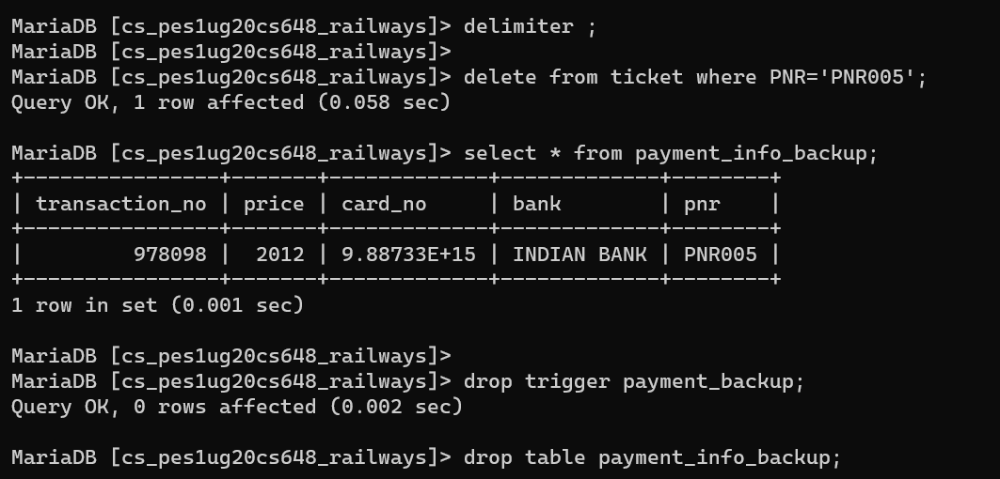 MariaDB [cs_pes1ug20cs648_railways]> delimiter ;
MariaDB [cs_pes1ug20cs648_railways]>
MariaDB [cs_pes1ug20cs648_railways]> delete from ticket where PNR='PNR005';
Query OK, 1 row affected (0.058 sec)

MariaDB [cs_pes1ug20cs648_railways]> select * from payment_info_backup;
+----------------+-------+-------------+-------------+--------+
| transaction_no | price | card_no     | bank        | pnr    |
+----------------+-------+-------------+-------------+--------+
|         978098 |  2012 | 9.88733E+15 | INDIAN BANK | PNR005 |
+----------------+-------+-------------+-------------+--------+
1 row in set (0.001 sec)

MariaDB [cs_pes1ug20cs648_railways]>
MariaDB [cs_pes1ug20cs648_railways]> drop trigger payment_backup;
Query OK, 0 rows affected (0.002 sec)

MariaDB [cs_pes1ug20cs648_railways]> drop table payment_info_backup;